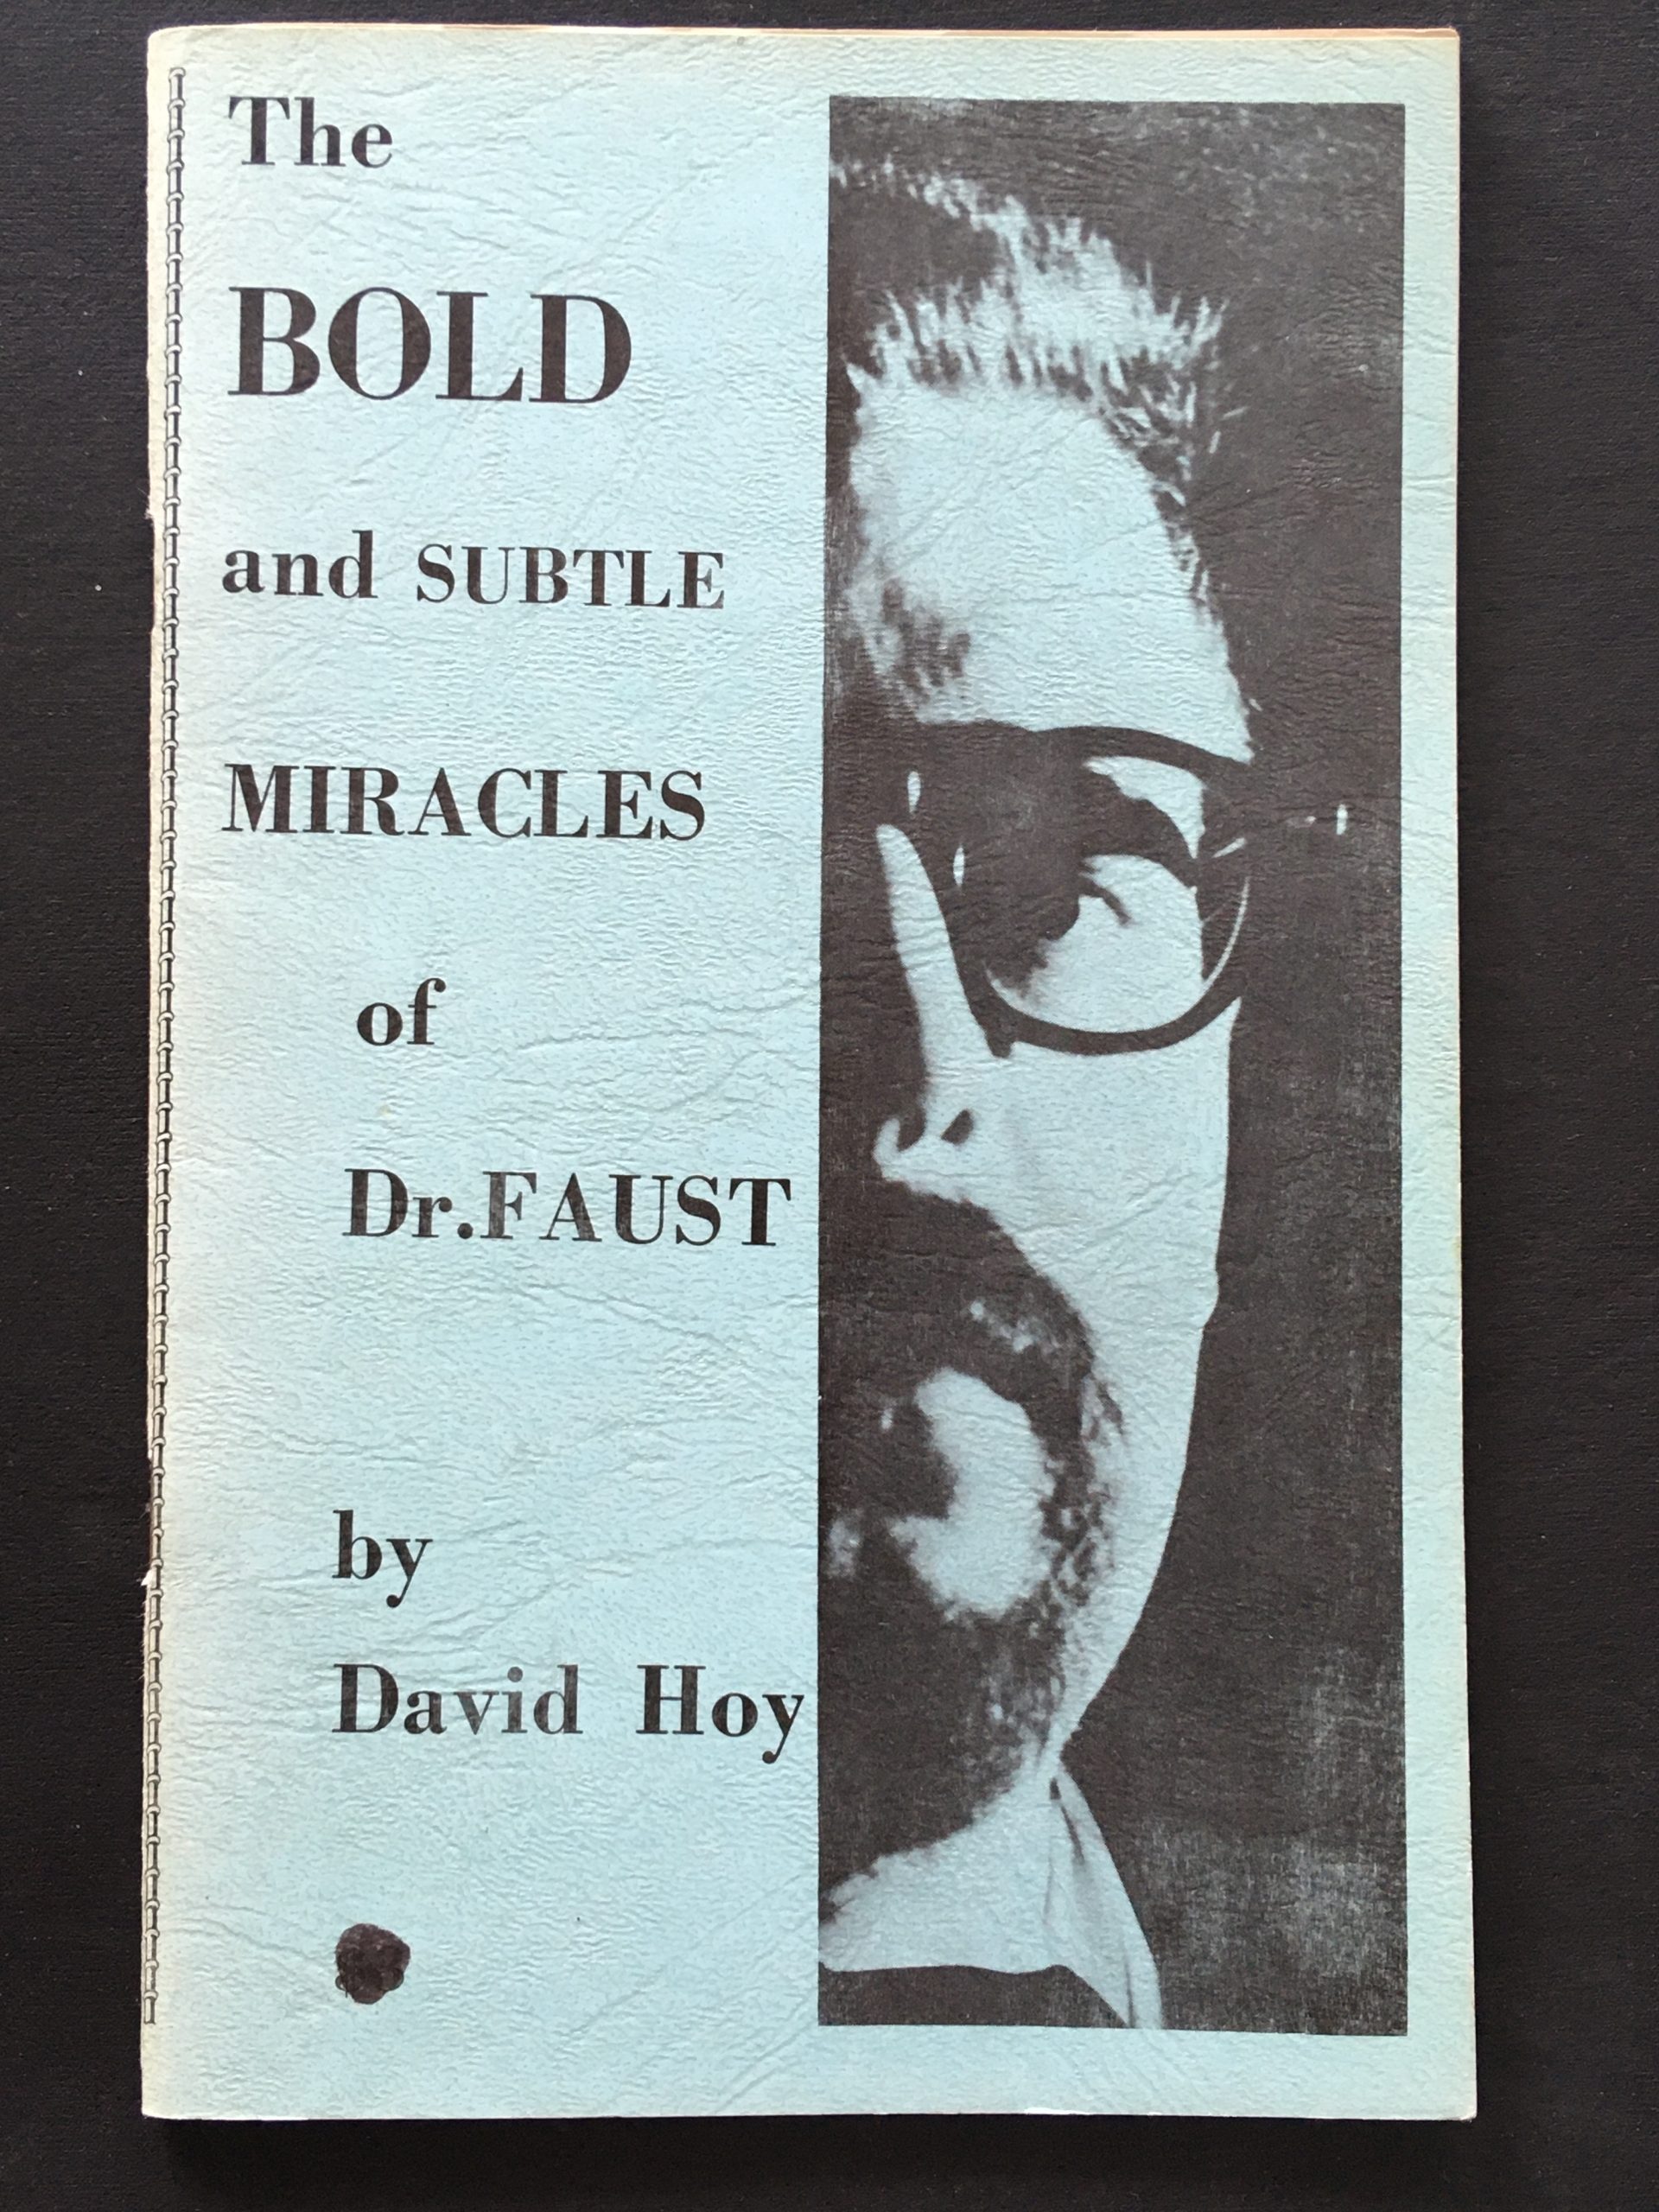 The
BOLD
and SUBTLE
MIRACLES
of
Dr.FAUST
by
David Hoy